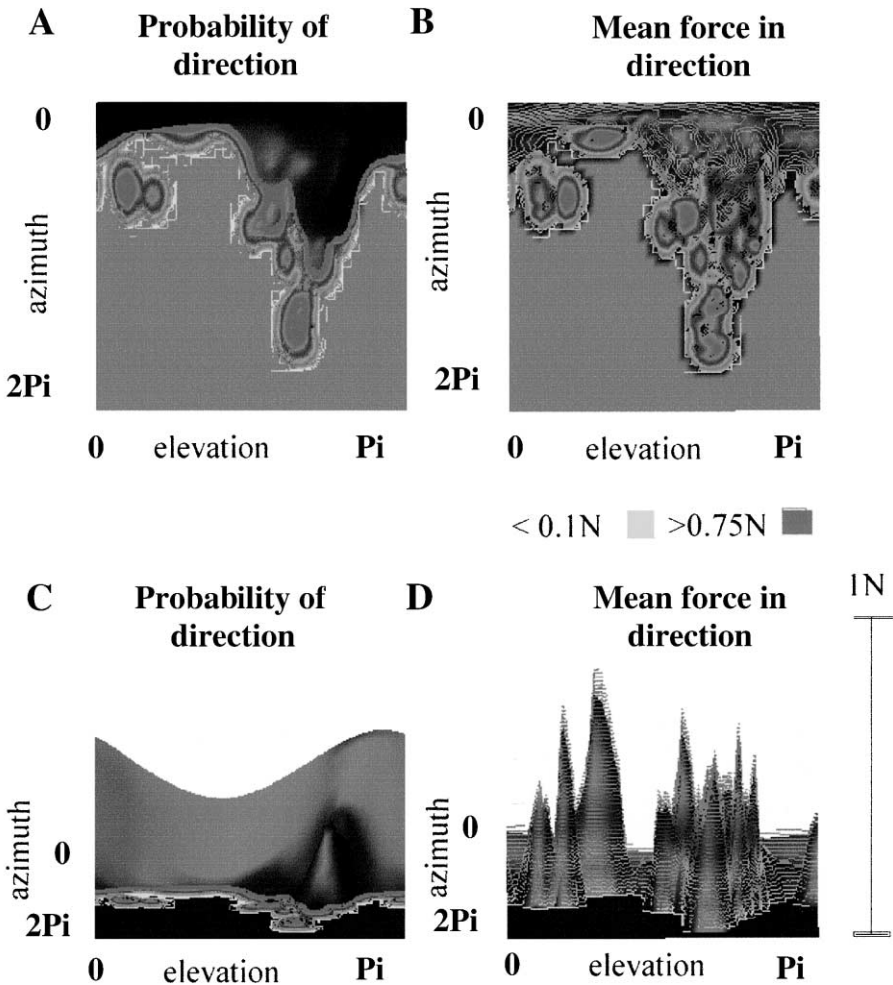 A
Probability of
direction
0
azimuth
2Pi
0 elevation Pi
B
Mean force in
direction
0
azimuth
2Pi
0 elevation Pi
< 0.1N >0.75N
C
Probability of
direction
0
azimuth
2Pi
0 elevation Pi
D
Mean force in
direction
1N
0
azimuth
2Pi
0 elevation Pi